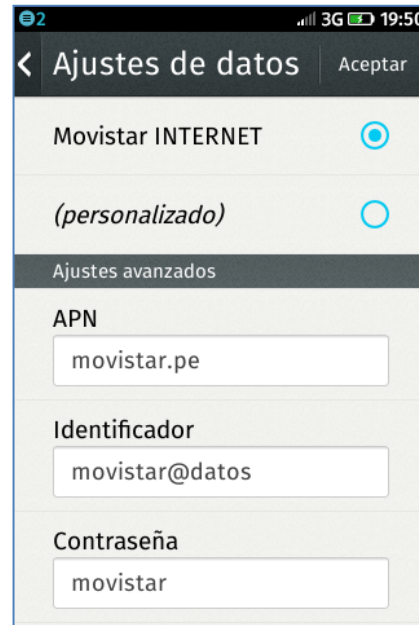 2 3G 19:50
Ajustes de datos Aceptar
Movistar INTERNET
(personalizado)
Ajustes avanzados
APN
movistar.pe
Identificador
movistar@datos
Contraseña
movistar